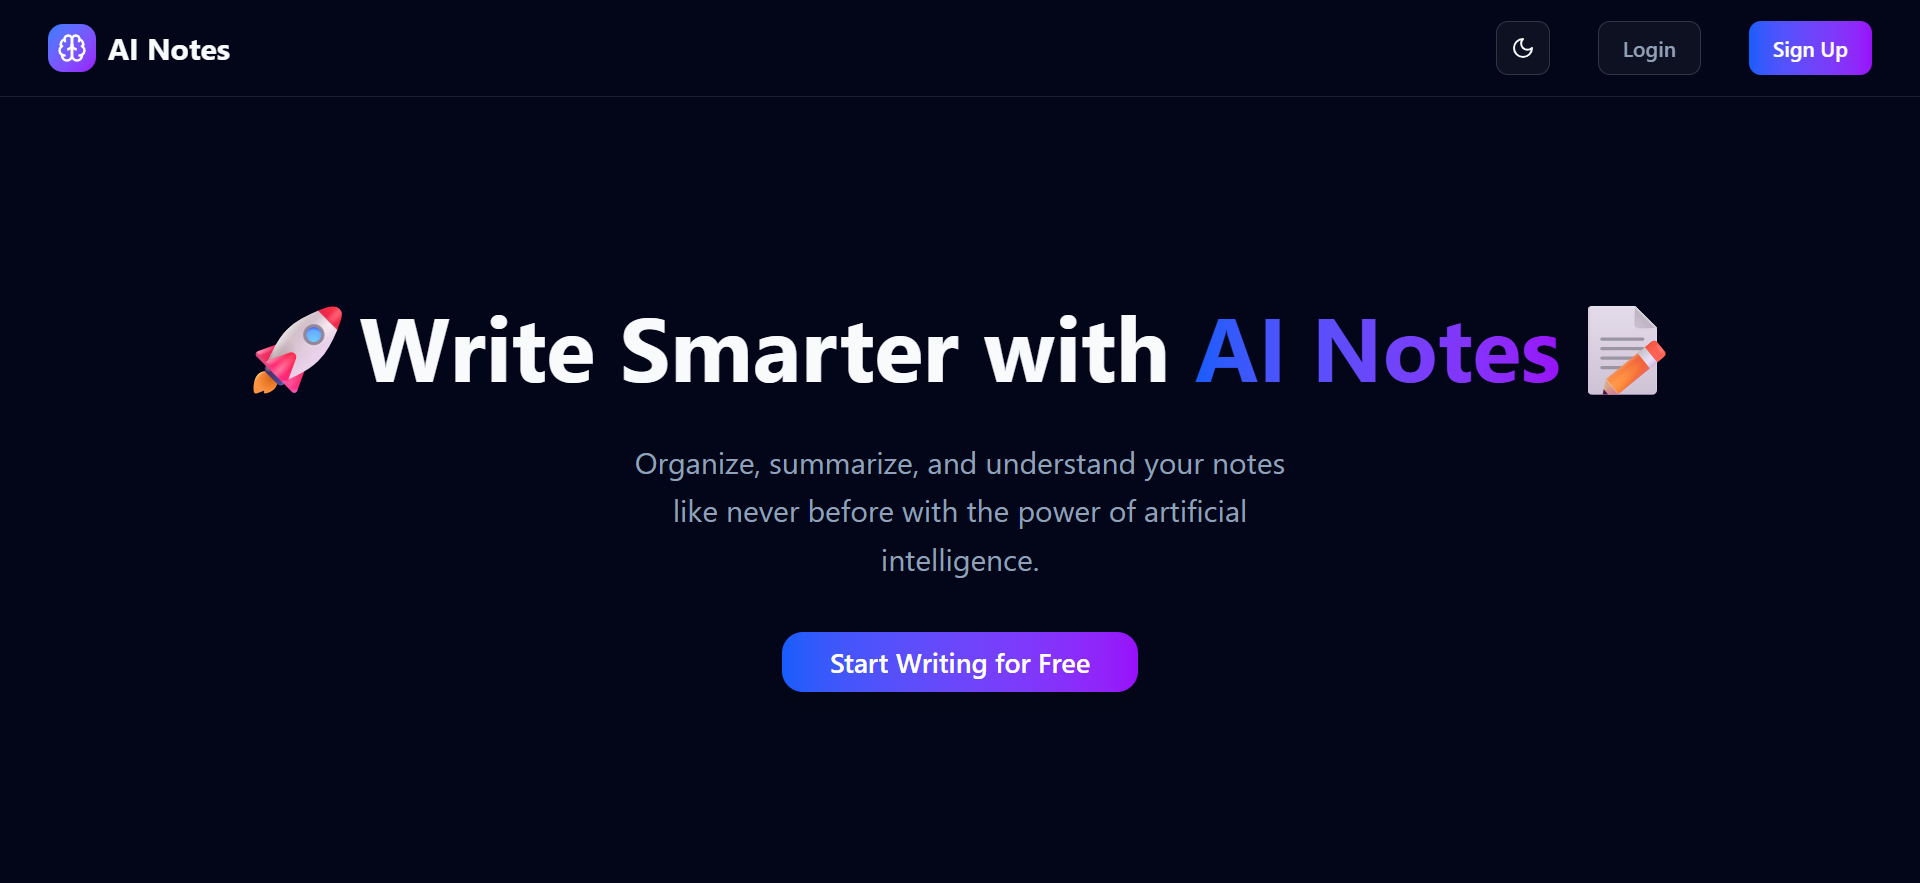 AI Notes
Login
Sign Up
🚀 Write Smarter with AI Notes 📝
Organize, summarize, and understand your notes
like never before with the power of artificial
intelligence.
Start Writing for Free